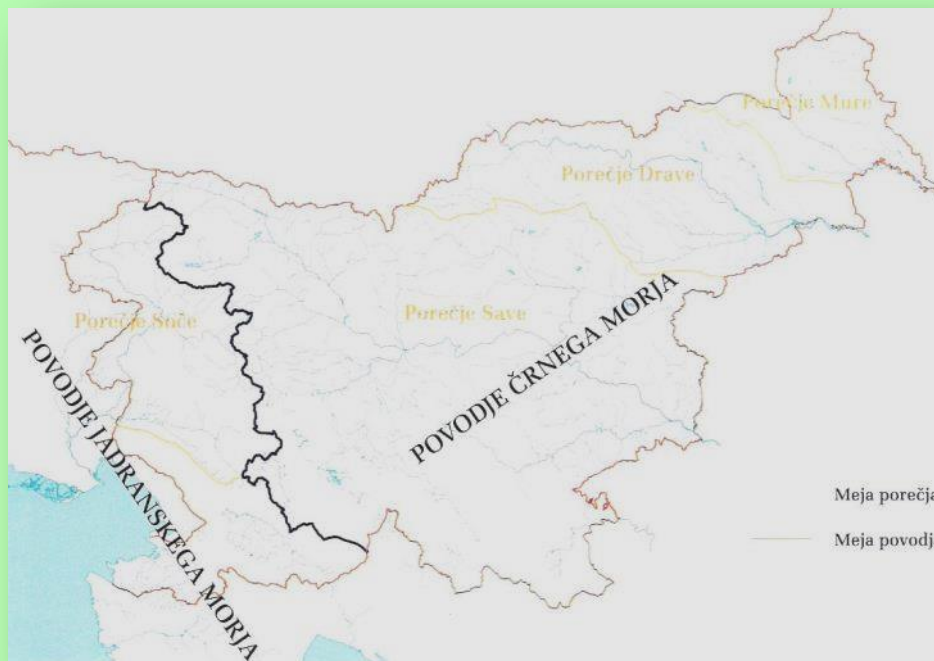 Porečje Mure
Porečje Drave
Porečje Save
Porečje Soče
POVODJE ČRNEGA MORJA
POVODJE JADRANSKEGA MORJA
Meja porečja
Meja povodj